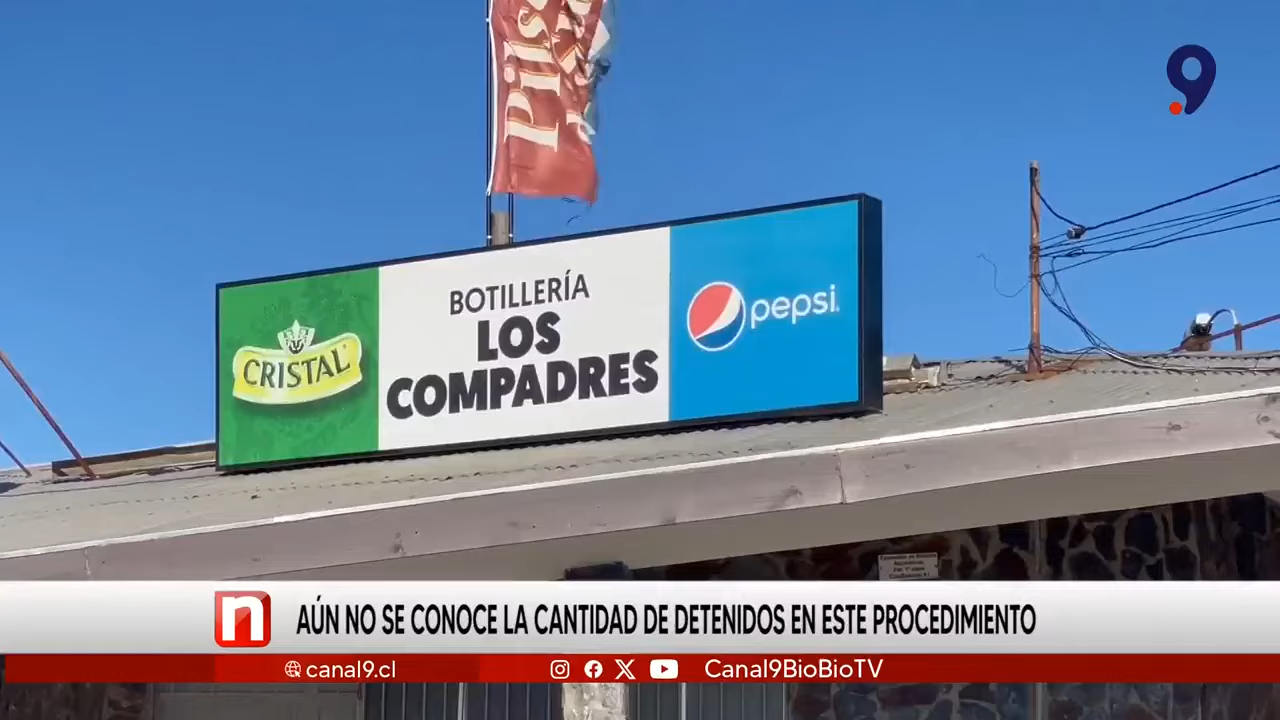 Pilse
9
CRISTAL
BOTILLERÍA
LOS
COMPADRES
pepsi
n AÚN NO SE CONOCE LA CANTIDAD DE DETENIDOS EN ESTE PROCEDIMIENTO
canal9.cl Canal9BioBioTV